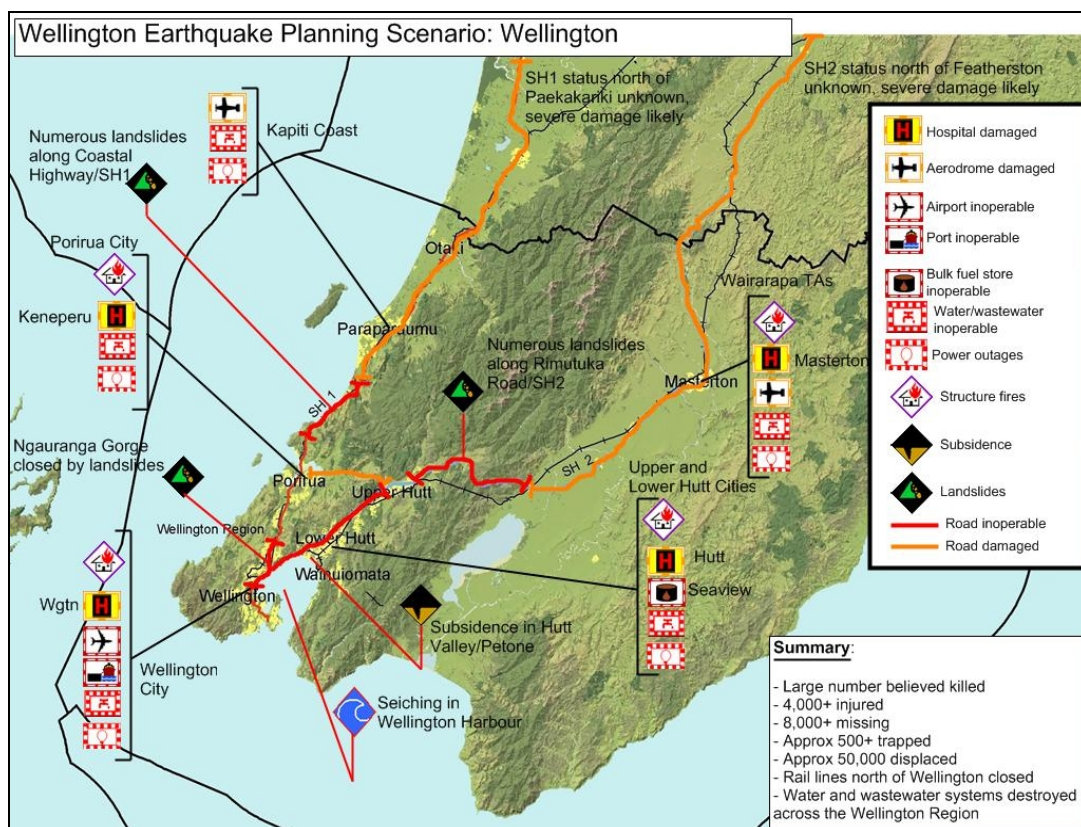 Wellington Earthquake Planning Scenario: Wellington
SH1 status north of
Paekakariki unknown,
severe damage likely
SH2 status north of Featherston
unknown, severe damage likely
Kapiti Coast
Numerous landslides
along Coastal
Highway/SH1
Porirua City
Keneperu
Ngauranga Gorge
closed by landslides
Wgtn
Wellington
City
Otaki
Paraparaumu
SH 1
Numerous landslides
along Rimutuka
Road/SH2
Masterton
SH 2
Porirua
Upper Hutt
Wellington Region
Lower Hutt
Wainuiomata
Wellington
Subsidence in Hutt
Valley/Petone
Seiching in
Wellington Harbour
Wairarapa TAs
Masterton
Upper and
Lower Hutt Cities
Hutt
Seaview
Hospital damaged
Aerodrome damaged
Airport inoperable
Port inoperable
Bulk fuel store
inoperable
Water/wastewater
inoperable
Power outages
Structure fires
Subsidence
Landslides
Road inoperable
Road damaged
Summary:
- Large number believed killed
- 4,000+ injured
- 8,000+ missing
- Approx 500+ trapped
- Approx 50,000 displaced
- Rail lines north of Wellington closed
- Water and wastewater systems destroyed
across the Wellington Region